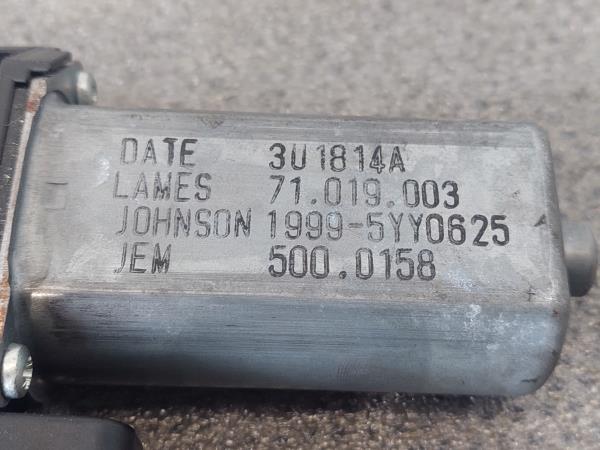 DATE 3U1814A
LAMES 71.019.003
JOHNSON 1999-5YY0625
JEM 500.0158